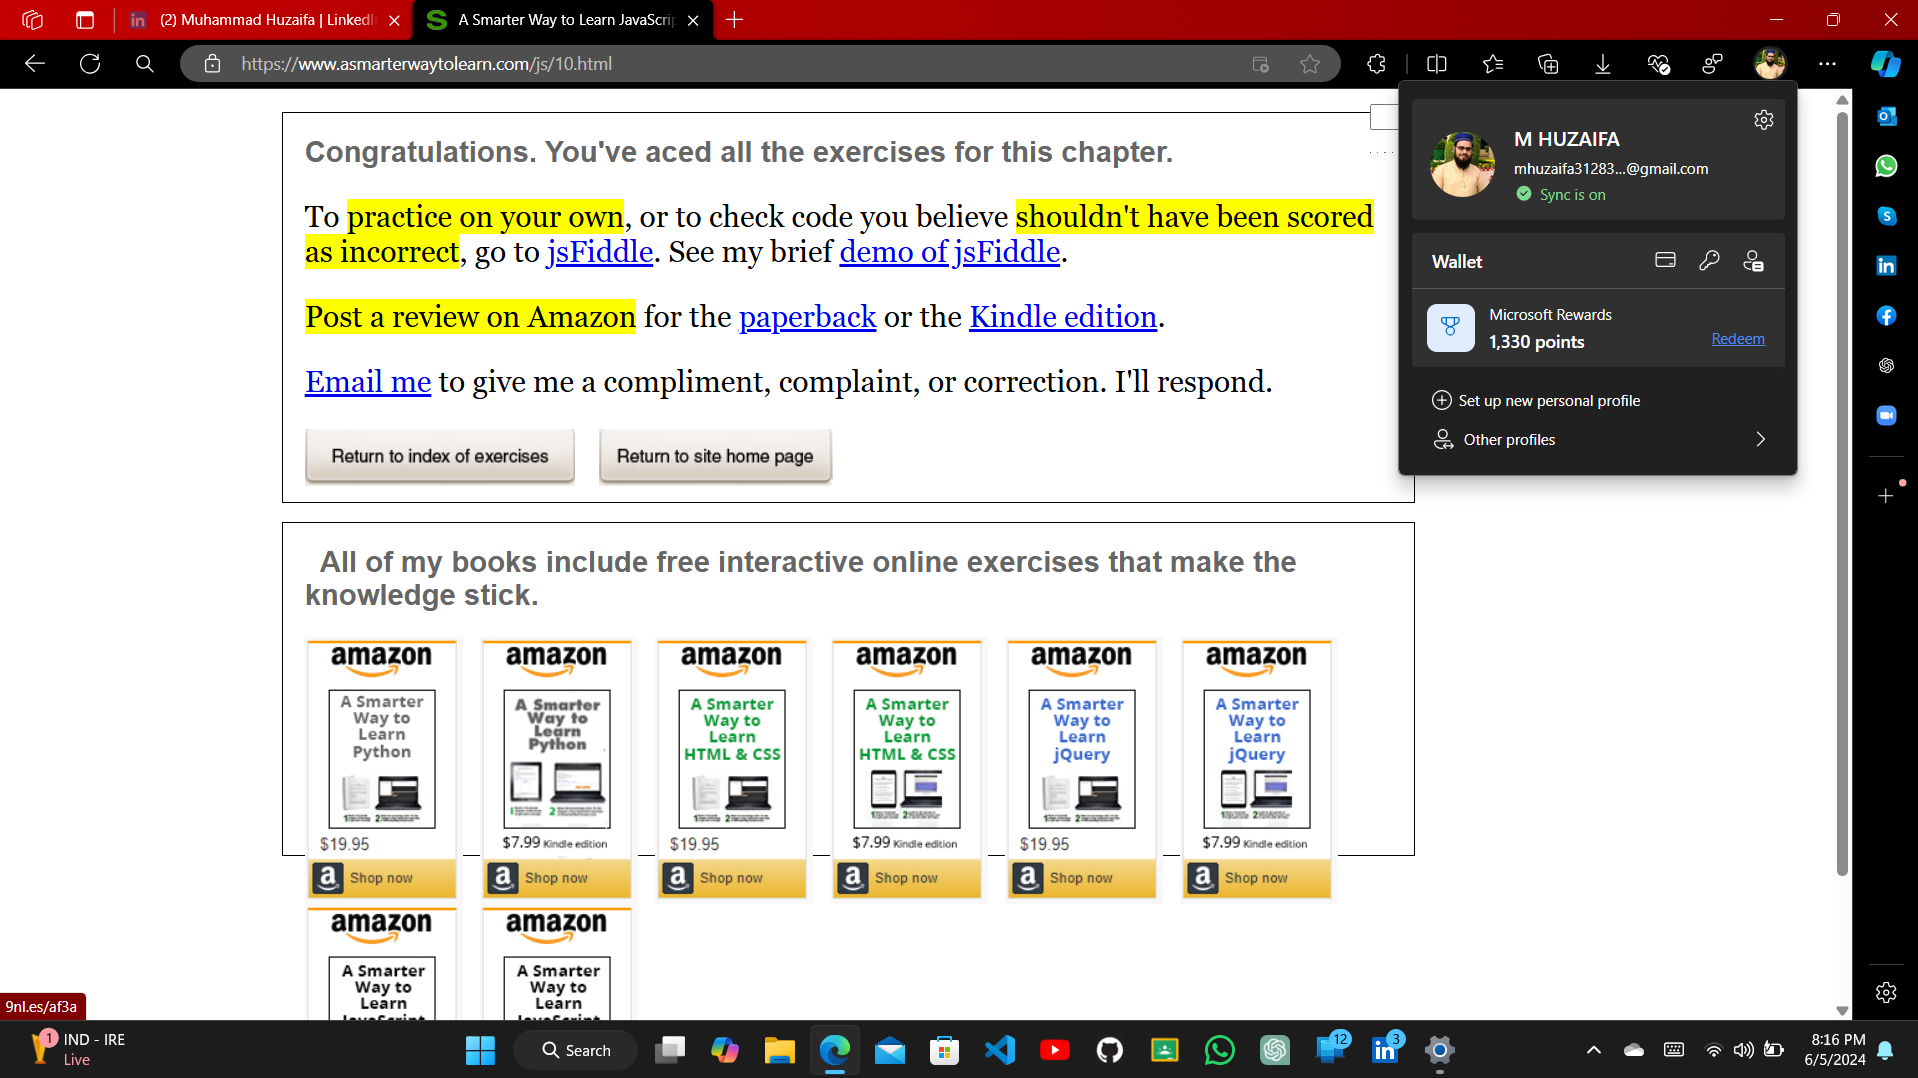 (2) Muhammad Huzaifa | LinkedIn
A Smarter Way to Learn JavaScrip
https://www.asmarterwaytolearn.com/js/10.html
M HUZAIFA
mhuzaifa31283...@gmail.com
Sync is on
Wallet
Microsoft Rewards
1,330 points
Redeem
Set up new personal profile
Other profiles
Congratulations. You've aced all the exercises for this chapter.
To practice on your own, or to check code you believe shouldn't have been scored
as incorrect, go to jsFiddle. See my brief demo of jsFiddle.
Post a review on Amazon for the paperback or the Kindle edition.
Email me to give me a compliment, complaint, or correction. I'll respond.
Return to index of exercises
Return to site home page
All of my books include free interactive online exercises that make the
knowledge stick.
amazon
A Smarter
Way to
Learn
Python
$19.95
Shop now
amazon
A Smarter
Way to
Learn
Python
$7.99 Kindle edition
Shop now
amazon
A Smarter
Way to
Learn
HTML & CSS
$19.95
Shop now
amazon
A Smarter
Way to
Learn
HTML & CSS
$7.99 Kindle edition
Shop now
amazon
A Smarter
Way to
Learn
jQuery
$19.95
Shop now
amazon
A Smarter
Way to
Learn
jQuery
$7.99 Kindle edition
Shop now
amazon
A Smarter
Way to
Learn
JavaScript
amazon
A Smarter
Way to
Learn
JavaScript
9nl.es/af3a
1
IND - IRE
Live
Search
12
3
8:16 PM
6/5/2024